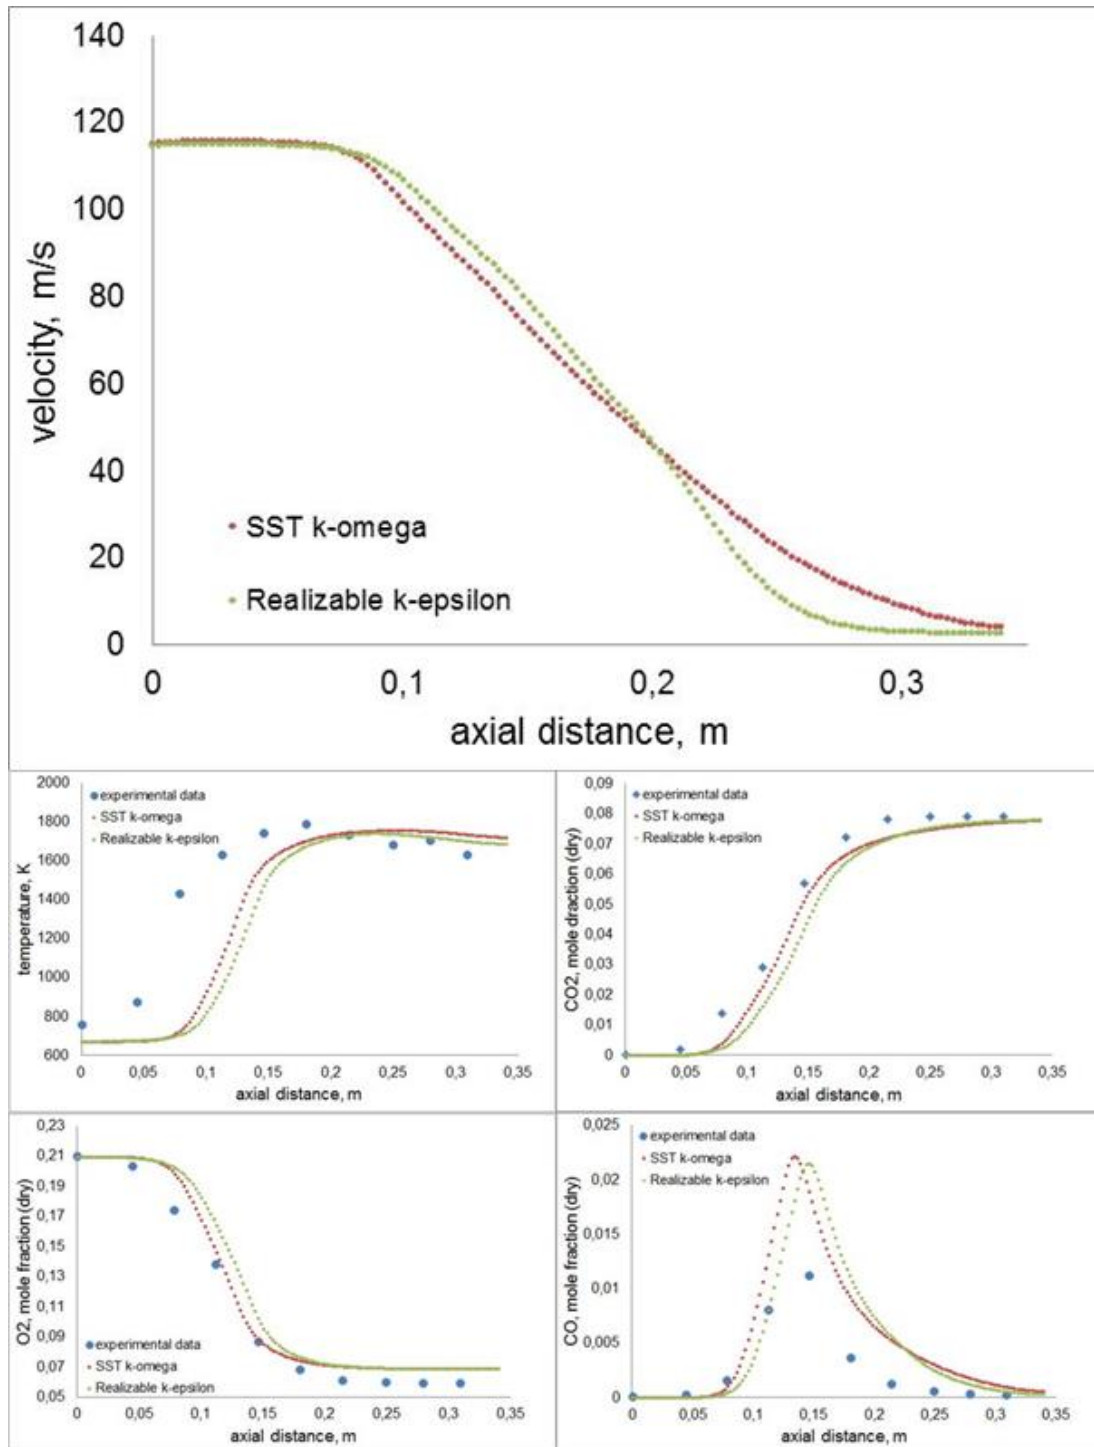 140
120
100
80
60
40
20
0
velocity, m/s
SST k-omega
Realizable k-epsilon
0 0,1 0,2 0,3
axial distance, m
2000
1800
1600
1400
1200
1000
800
600
temperature, K
experimental data
SST k-omega
Realizable k-epsilon
0 0,05 0,1 0,15 0,2 0,25 0,3 0,35
axial distance, m
0,09
0,08
0,07
0,06
0,05
0,04
0,03
0,02
0,01
0
CO2, mole draction (dry)
experimental data
SST k-omega
Realizable k-epsilon
0 0,05 0,1 0,15 0,2 0,25 0,3 0,35
axial distance, m
0,23
0,21
0,19
0,17
0,15
0,13
0,11
0,09
0,07
0,05
O2, mole fraction (dry)
experimental data
SST k-omega
Realizable k-epsilon
0 0,05 0,1 0,15 0,2 0,25 0,3 0,35
axial distance, m
0,025
0,02
0,015
0,01
0,005
0
CO, mole fraction (dry)
experimental data
SST k-omega
Realizable k-epsilon
0 0,05 0,1 0,15 0,2 0,25 0,3 0,35
axial distance, m